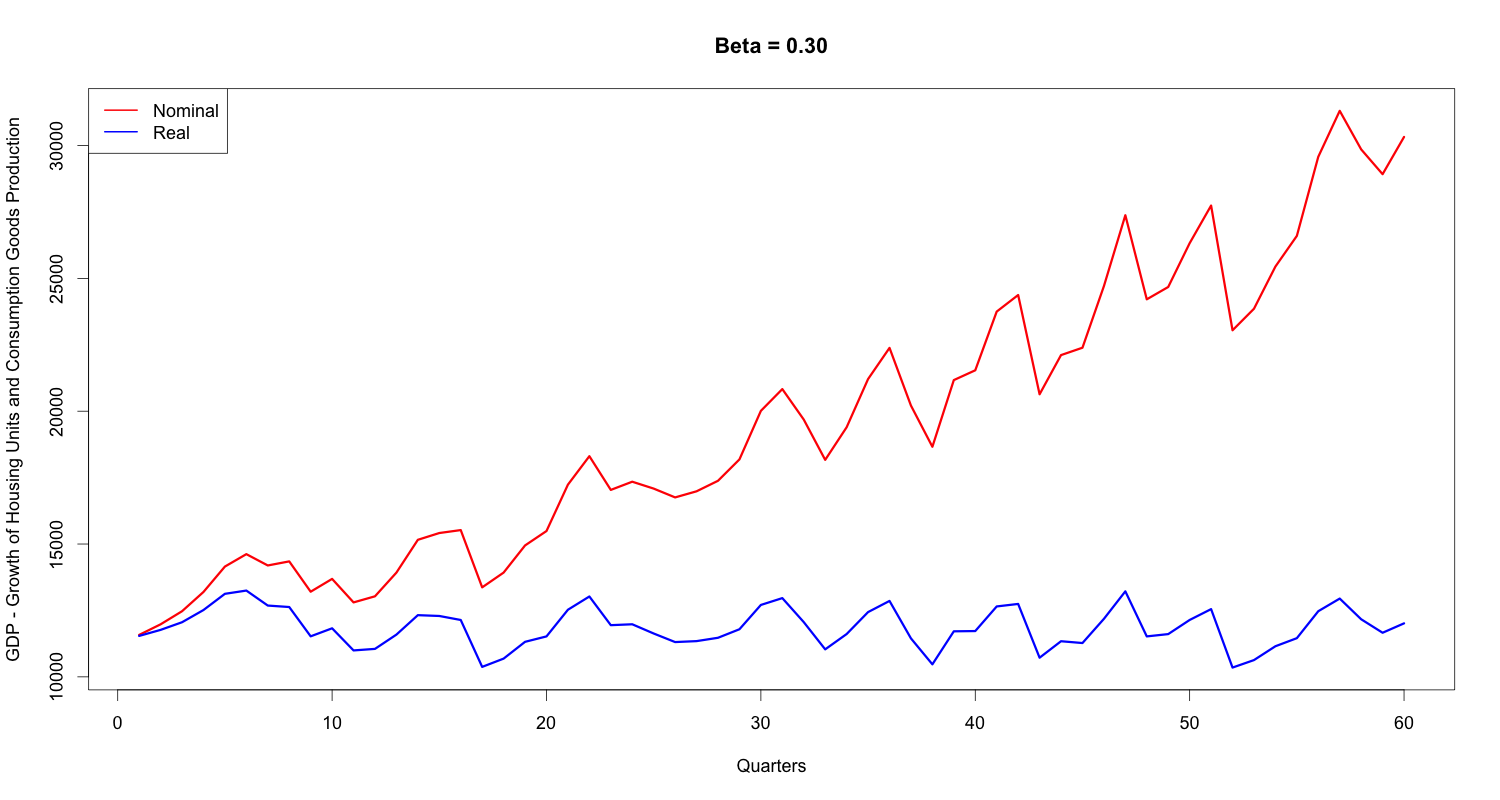 Beta = 0.30
Nominal
Real
GDP - Growth of Housing Units and Consumption Goods Production
30000
25000
20000
15000
10000
0 10 20 30 40 50 60
Quarters